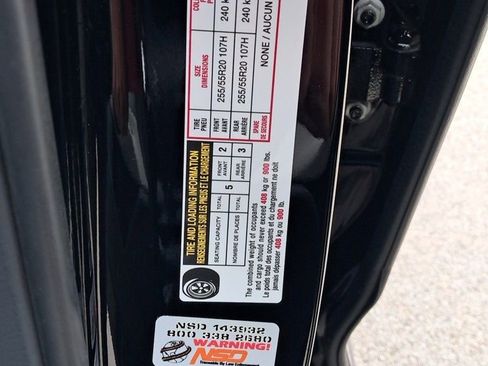 TIRE AND LOADING INFORMATION
RENSEIGNEMENTS SUR LES PNEUS ET LE CHARGEMENT
SEATING CAPACITY TOTAL 5 FRONT AVANT 2 REAR ARRIÈRE 3
NOMBRE DE PLACES TOTAL
The combined weight of occupants
and cargo should never exceed 408 kg or 900 lbs.
Le poids total des occupants et du chargement ne doit
jamais dépasser 408 kg ou 900 lb.
TIRE PNEU
SIZE DIMENSIONS
FRONT AVANT 255/55R20 107H 240 k
REAR ARRIÈRE 255/55R20 107H 240 k
SPARE DE SECOURS NONE / AUCUN
NSD 143932
800 338 2680
WARNING!
NSD
Traceable By Law Enforcement